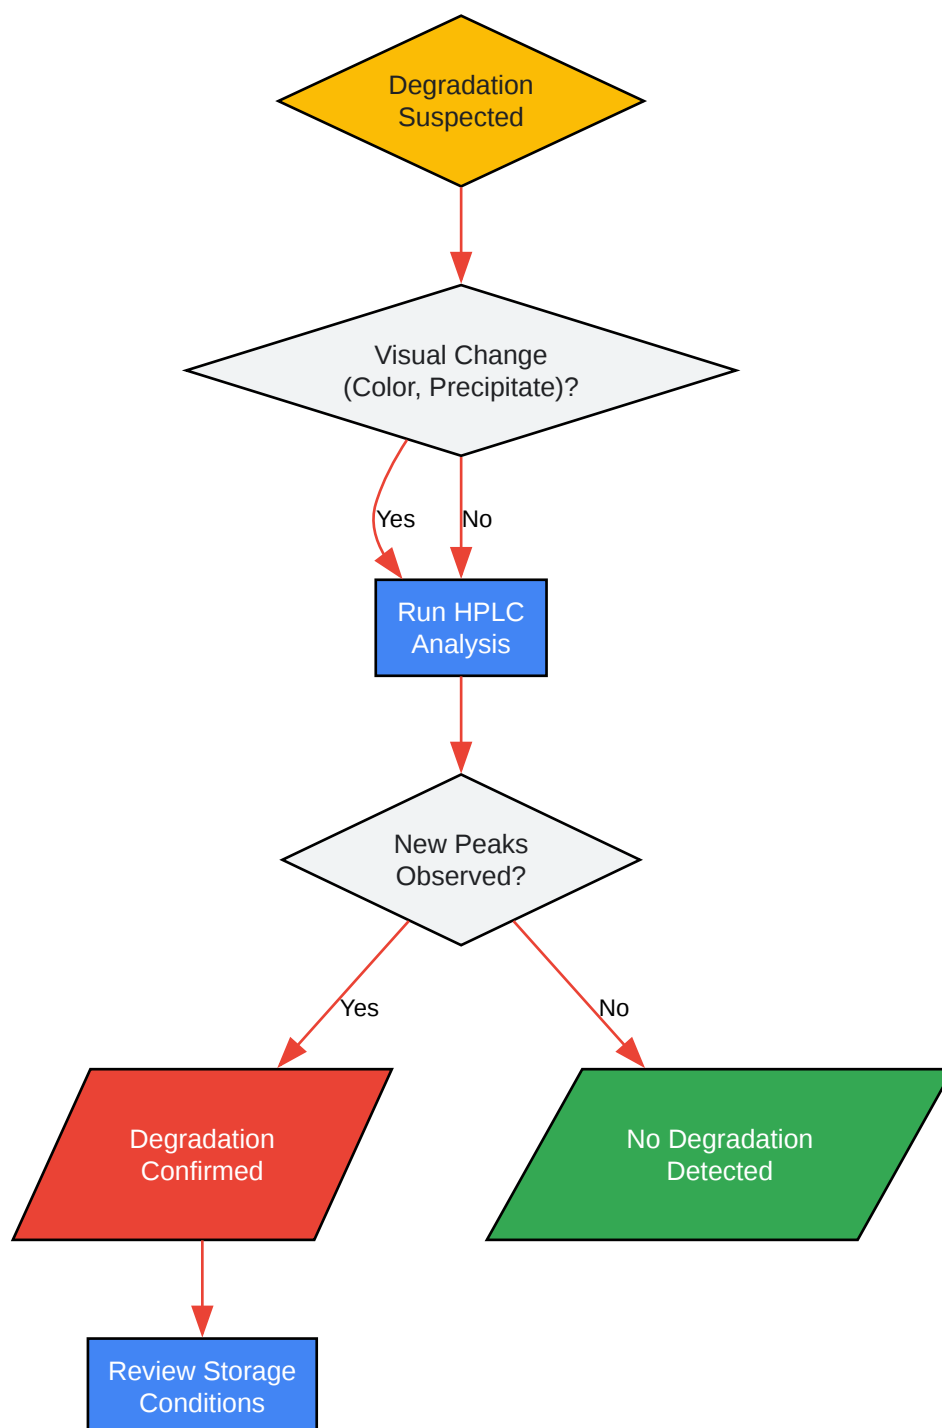 Degradation
Suspected
Visual Change
(Color, Precipitate)?
Yes
No
Run HPLC
Analysis
New Peaks
Observed?
Yes
No
Degradation
Confirmed
No Degradation
Detected
Review Storage
Conditions